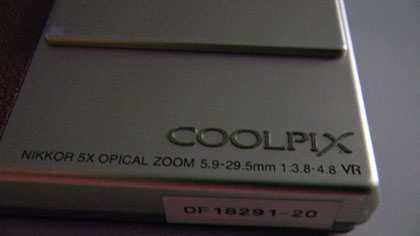 COOLPIX
NIKKOR 5X OPICAL ZOOM 5.9-29.5mm 1:3.8-4.8 VR
DF18291-20